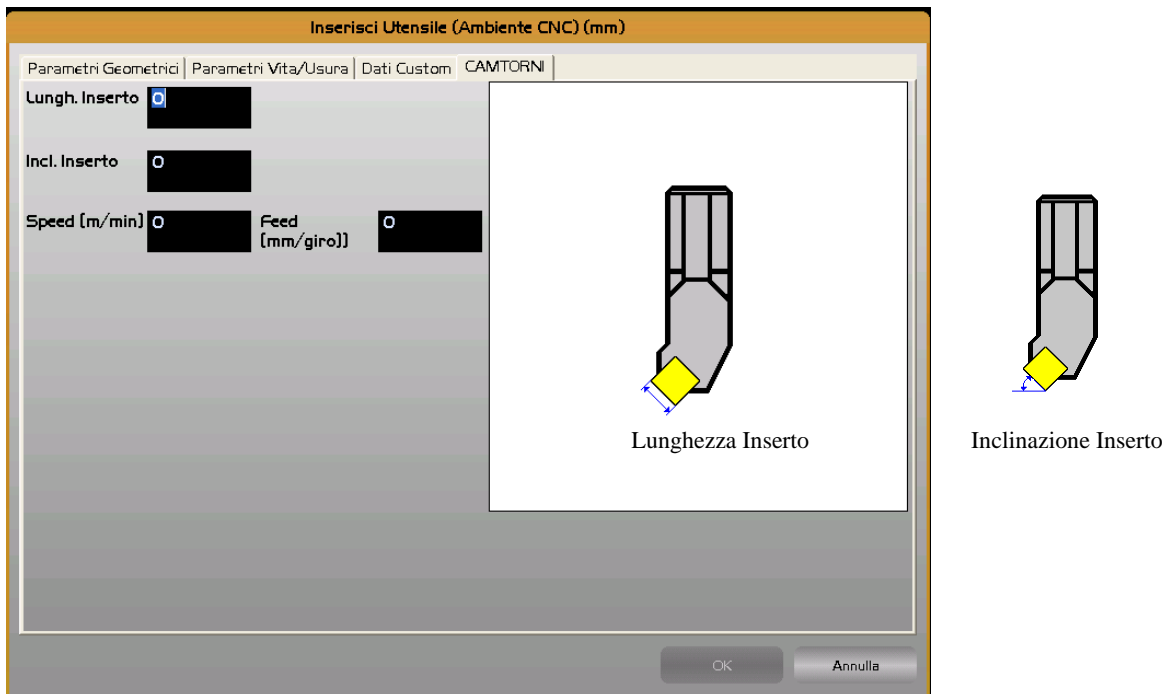 Inserisci Utensile (Ambiente CNC) (mm)
Parametri Geometrici Parametri Vita/Usura Dati Custom CAMTORNI
Lungh. Inserto 0
Incl. Inserto 0
Speed (m/min) 0 Feed (mm/giro)) 0
Lunghezza Inserto
Inclinazione Inserto
OK Annulla